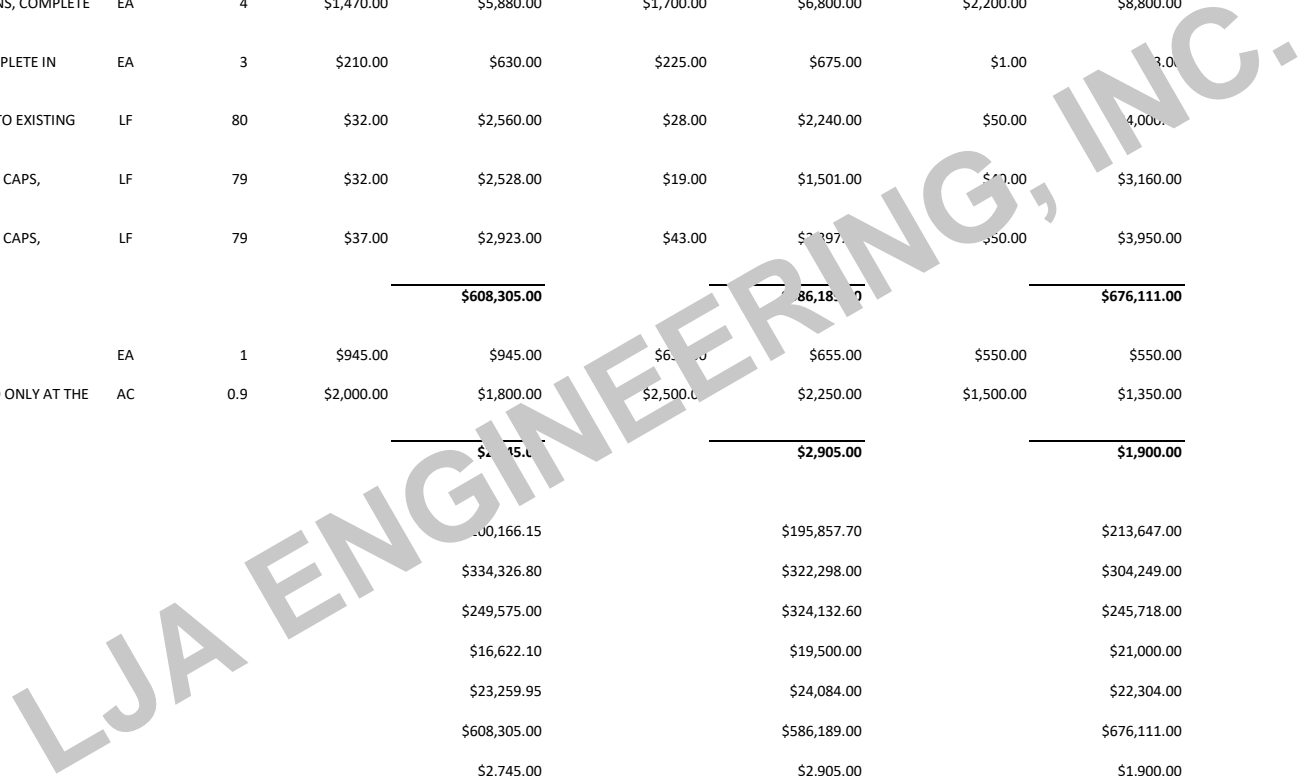 NS, COMPLETE EA 4 $1,470.00 $5,880.00 $1,700.00 $6,800.00 $2,200.00 $8,800.00
PLETE IN EA 3 $210.00 $630.00 $225.00 $675.00 $1.00
TO EXISTING LF 80 $32.00 $2,560.00 $28.00 $2,240.00 $50.00
CAPS, LF 79 $32.00 $2,528.00 $19.00 $1,501.00 $3,160.00
CAPS, LF 79 $37.00 $2,923.00 $43.00 $3,950.00
$608,305.00 $676,111.00
EA 1 $945.00 $945.00 $655.00 $550.00 $550.00
ONLY AT THE AC 0.9 $2,000.00 $1,800.00 $2,500.0 $2,250.00 $1,500.00 $1,350.00
$2,905.00 $1,900.00
$195,857.70 $213,647.00
$334,326.80 $322,298.00 $304,249.00
$249,575.00 $324,132.60 $245,718.00
$16,622.10 $19,500.00 $21,000.00
$23,259.95 $24,084.00 $22,304.00
$608,305.00 $586,189.00 $676,111.00
$2,745.00 $2,905.00 $1,900.00
LJA ENGINEERING, INC.